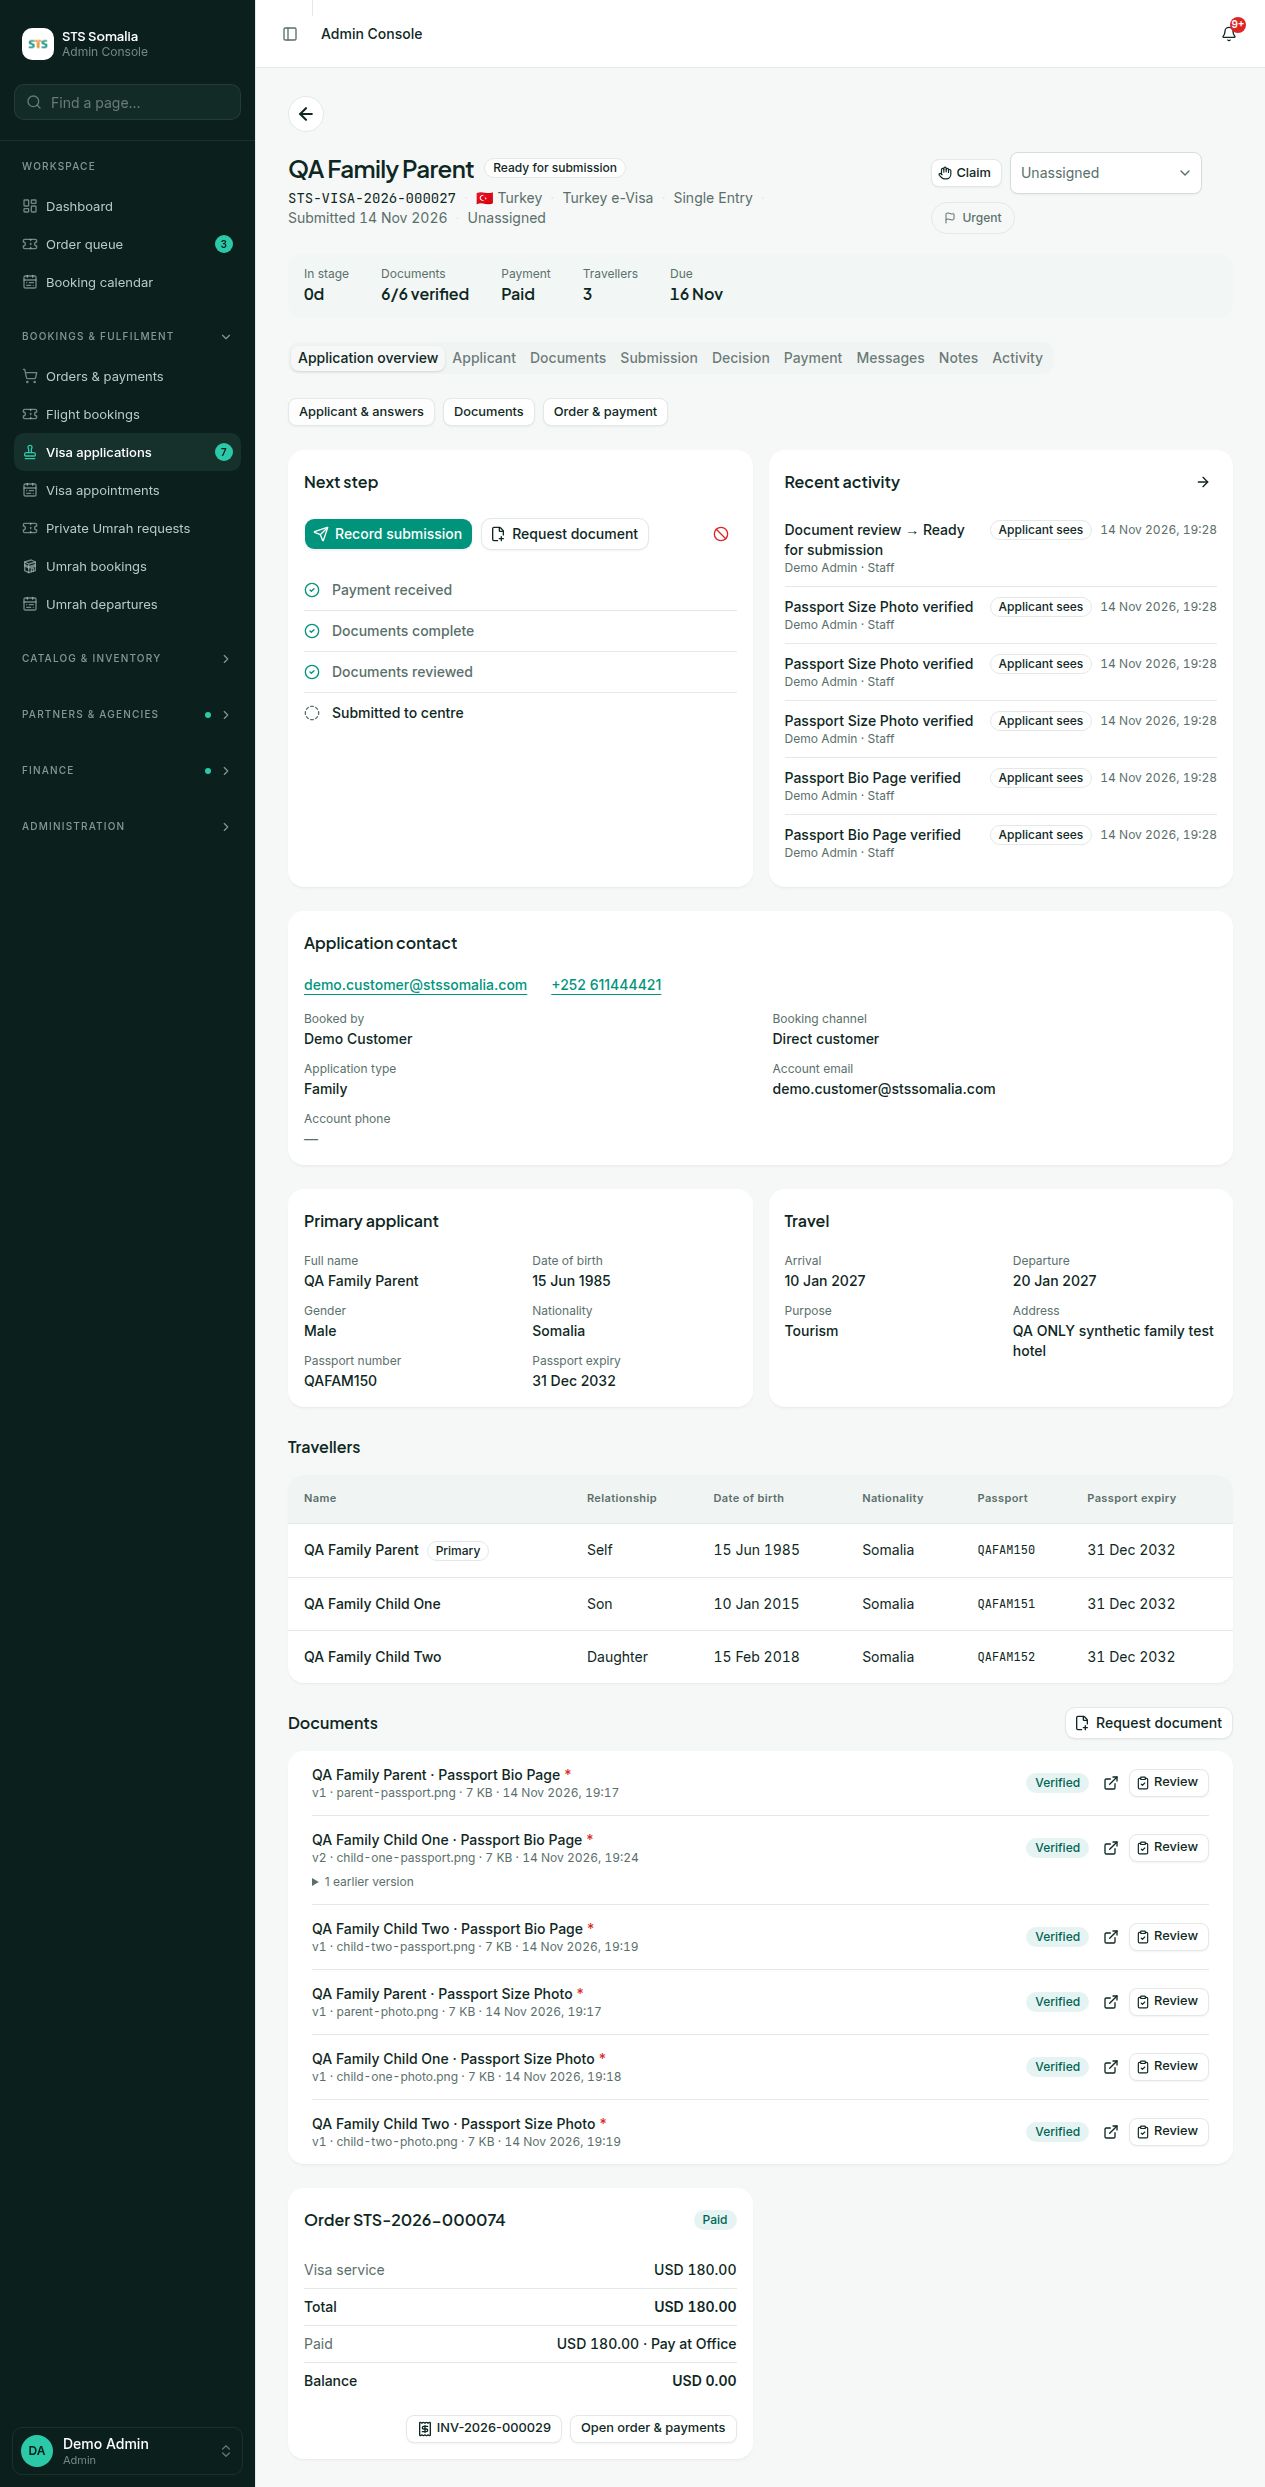 STS Somalia
Admin Console
Find a page...
WORKSPACE
Dashboard
Order queue 3
Booking calendar
BOOKINGS & FULFILMENT
Orders & payments
Flight bookings
Visa applications 7
Visa appointments
Private Umrah requests
Umrah bookings
Umrah departures
CATALOG & INVENTORY
PARTNERS & AGENCIES
FINANCE
ADMINISTRATION
DA Demo Admin
Admin
Admin Console
9+
QA Family Parent Ready for submission
Claim Unassigned
STS-VISA-2026-000027 · Turkey · Turkey e-Visa · Single Entry ·
Submitted 14 Nov 2026 · Unassigned
Urgent
In stage Documents Payment Travellers Due
0d 6/6 verified Paid 3 16 Nov
Application overview Applicant Documents Submission Decision Payment Messages Notes Activity
Applicant & answers Documents Order & payment
Next step
Record submission Request document
Payment received
Documents complete
Documents reviewed
Submitted to centre
Recent activity
Document review → Ready Applicant sees 14 Nov 2026, 19:28
for submission
Demo Admin · Staff
Passport Size Photo verified Applicant sees 14 Nov 2026, 19:28
Demo Admin · Staff
Passport Size Photo verified Applicant sees 14 Nov 2026, 19:28
Demo Admin · Staff
Passport Size Photo verified Applicant sees 14 Nov 2026, 19:28
Demo Admin · Staff
Passport Bio Page verified Applicant sees 14 Nov 2026, 19:28
Demo Admin · Staff
Passport Bio Page verified Applicant sees 14 Nov 2026, 19:28
Demo Admin · Staff
Application contact
demo.customer@stssomalia.com +252 611444421
Booked by Booking channel
Demo Customer Direct customer
Application type Account email
Family demo.customer@stssomalia.com
Account phone
—
Primary applicant
Full name Date of birth
QA Family Parent 15 Jun 1985
Gender Nationality
Male Somalia
Passport number Passport expiry
QAFAM150 31 Dec 2032
Travel
Arrival Departure
10 Jan 2027 20 Jan 2027
Purpose Address
Tourism QA ONLY synthetic family test
hotel
Travellers
Name Relationship Date of birth Nationality Passport Passport expiry
QA Family Parent Primary Self 15 Jun 1985 Somalia QAFAM150 31 Dec 2032
QA Family Child One Son 10 Jan 2015 Somalia QAFAM151 31 Dec 2032
QA Family Child Two Daughter 15 Feb 2018 Somalia QAFAM152 31 Dec 2032
Documents Request document
QA Family Parent · Passport Bio Page * Verified Review
v1 · parent-passport.png · 7 KB · 14 Nov 2026, 19:17
QA Family Child One · Passport Bio Page * Verified Review
v2 · child-one-passport.png · 7 KB · 14 Nov 2026, 19:24
1 earlier version
QA Family Child Two · Passport Bio Page * Verified Review
v1 · child-two-passport.png · 7 KB · 14 Nov 2026, 19:19
QA Family Parent · Passport Size Photo * Verified Review
v1 · parent-photo.png · 7 KB · 14 Nov 2026, 19:17
QA Family Child One · Passport Size Photo * Verified Review
v1 · child-one-photo.png · 7 KB · 14 Nov 2026, 19:18
QA Family Child Two · Passport Size Photo * Verified Review
v1 · child-two-photo.png · 7 KB · 14 Nov 2026, 19:19
Order STS-2026-000074 Paid
Visa service USD 180.00
Total USD 180.00
Paid USD 180.00 · Pay at Office
Balance USD 0.00
INV-2026-000029 Open order & payments